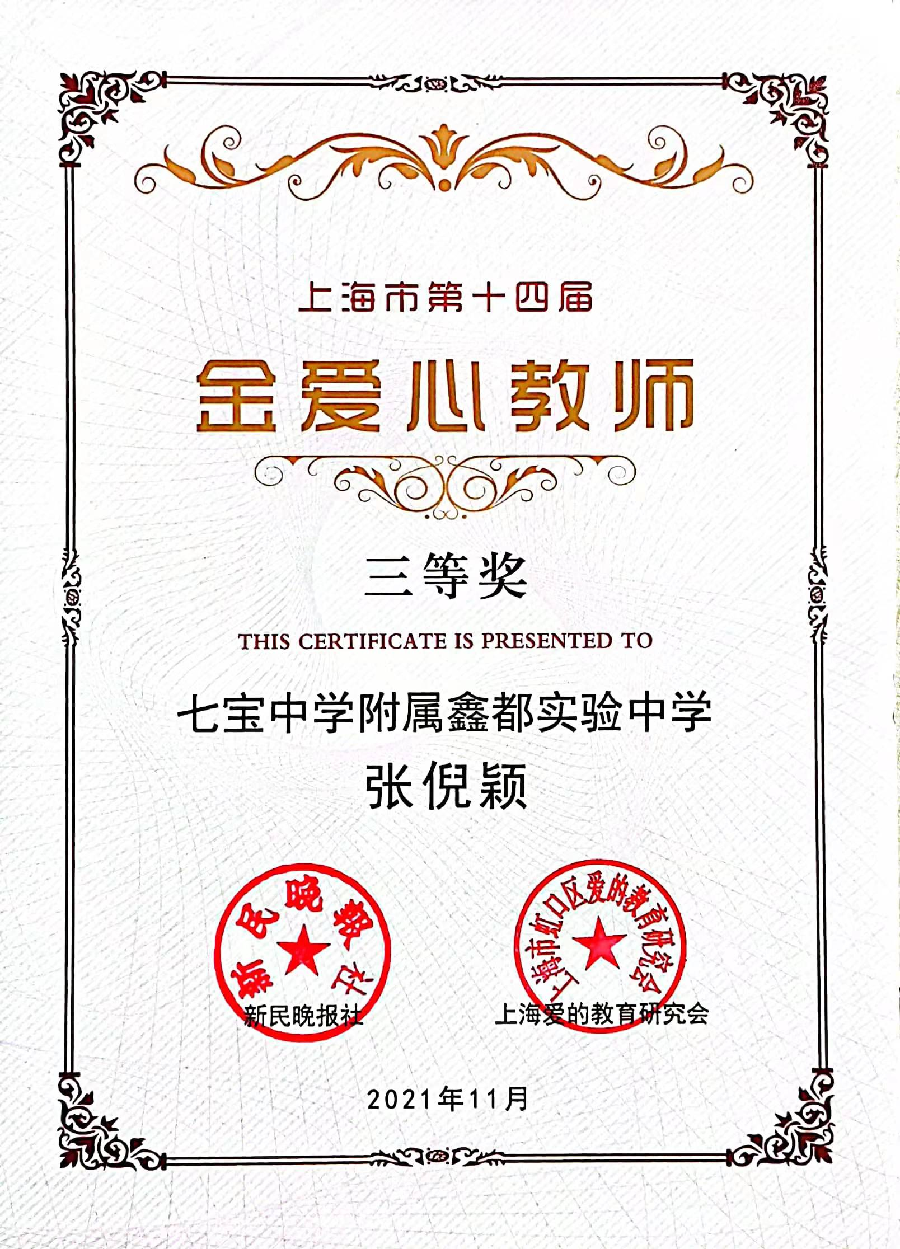 上海市第十四届
金爱心教师
三等奖
THIS CERTIFICATE IS PRESENTED TO
七宝中学附属鑫都实验中学
张倪颖
新民晚報社
上海市虹口区爱的教育研究会
新民晚报社
上海爱的教育研究会
2021年11月